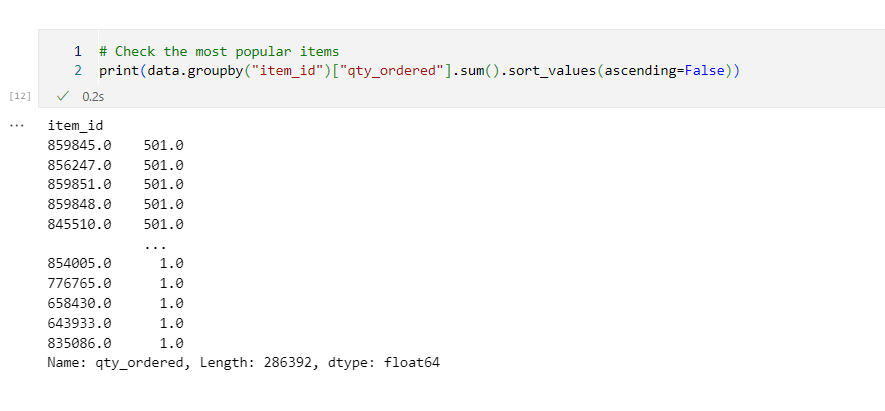 1 # Check the most popular items
2 print(data.groupby("item_id")["qty_ordered"].sum().sort_values(ascending=False))
[12] ✓ 0.2s
... item_id
859845.0 501.0
856247.0 501.0
859851.0 501.0
859848.0 501.0
845510.0 501.0
...
854005.0 1.0
776765.0 1.0
658430.0 1.0
643933.0 1.0
835086.0 1.0
Name: qty_ordered, Length: 286392, dtype: float64